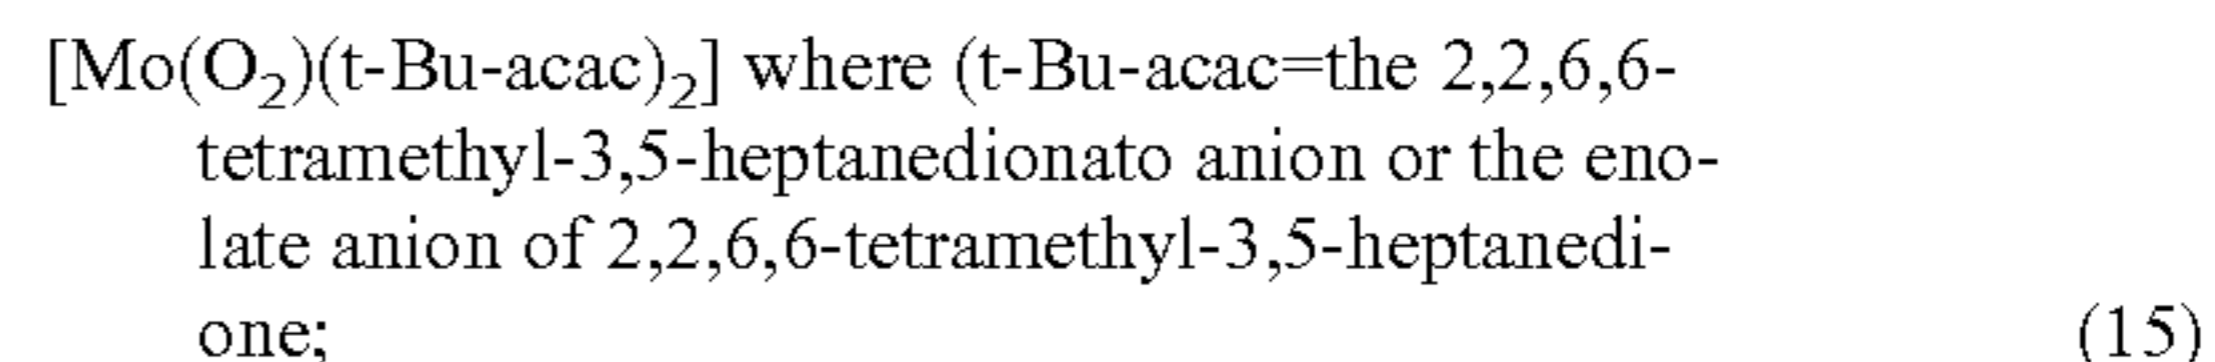 [Mo(O₂)(t-Bu-acac)₂] where (t-Bu-acac=the 2,2,6,6-
tetramethyl-3,5-heptanedionato anion or the eno-
late anion of 2,2,6,6-tetramethyl-3,5-heptanedi-
one; (15)